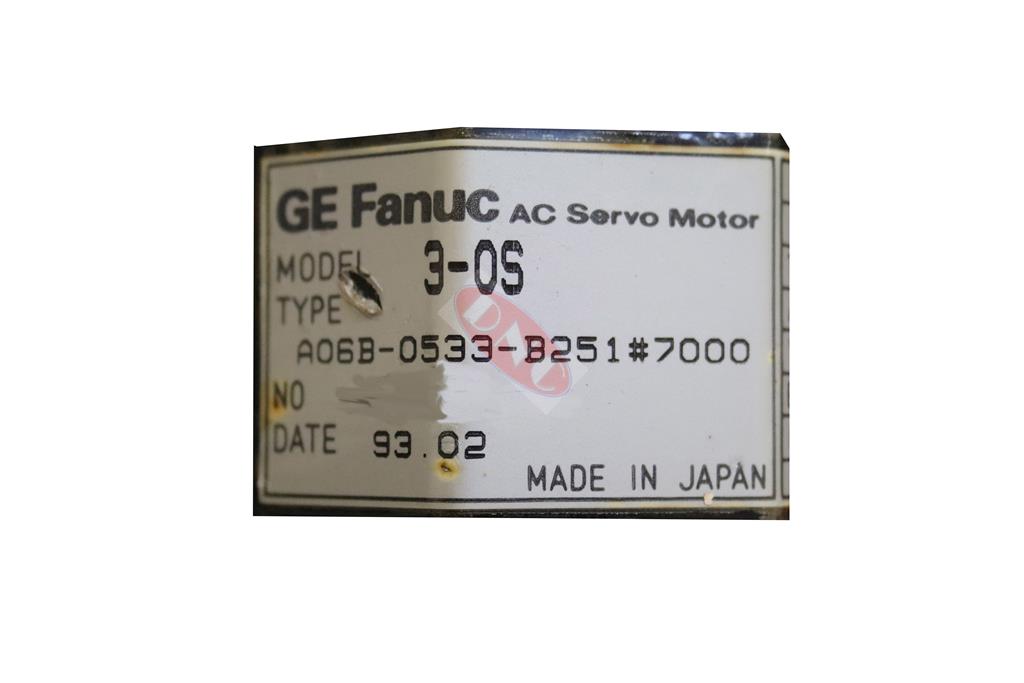 GE Fanuc AC Servo Motor
MODEL 3-0S
TYPE
A06B-0533-B251#7000
NO
DATE 93.02
MADE IN JAPAN